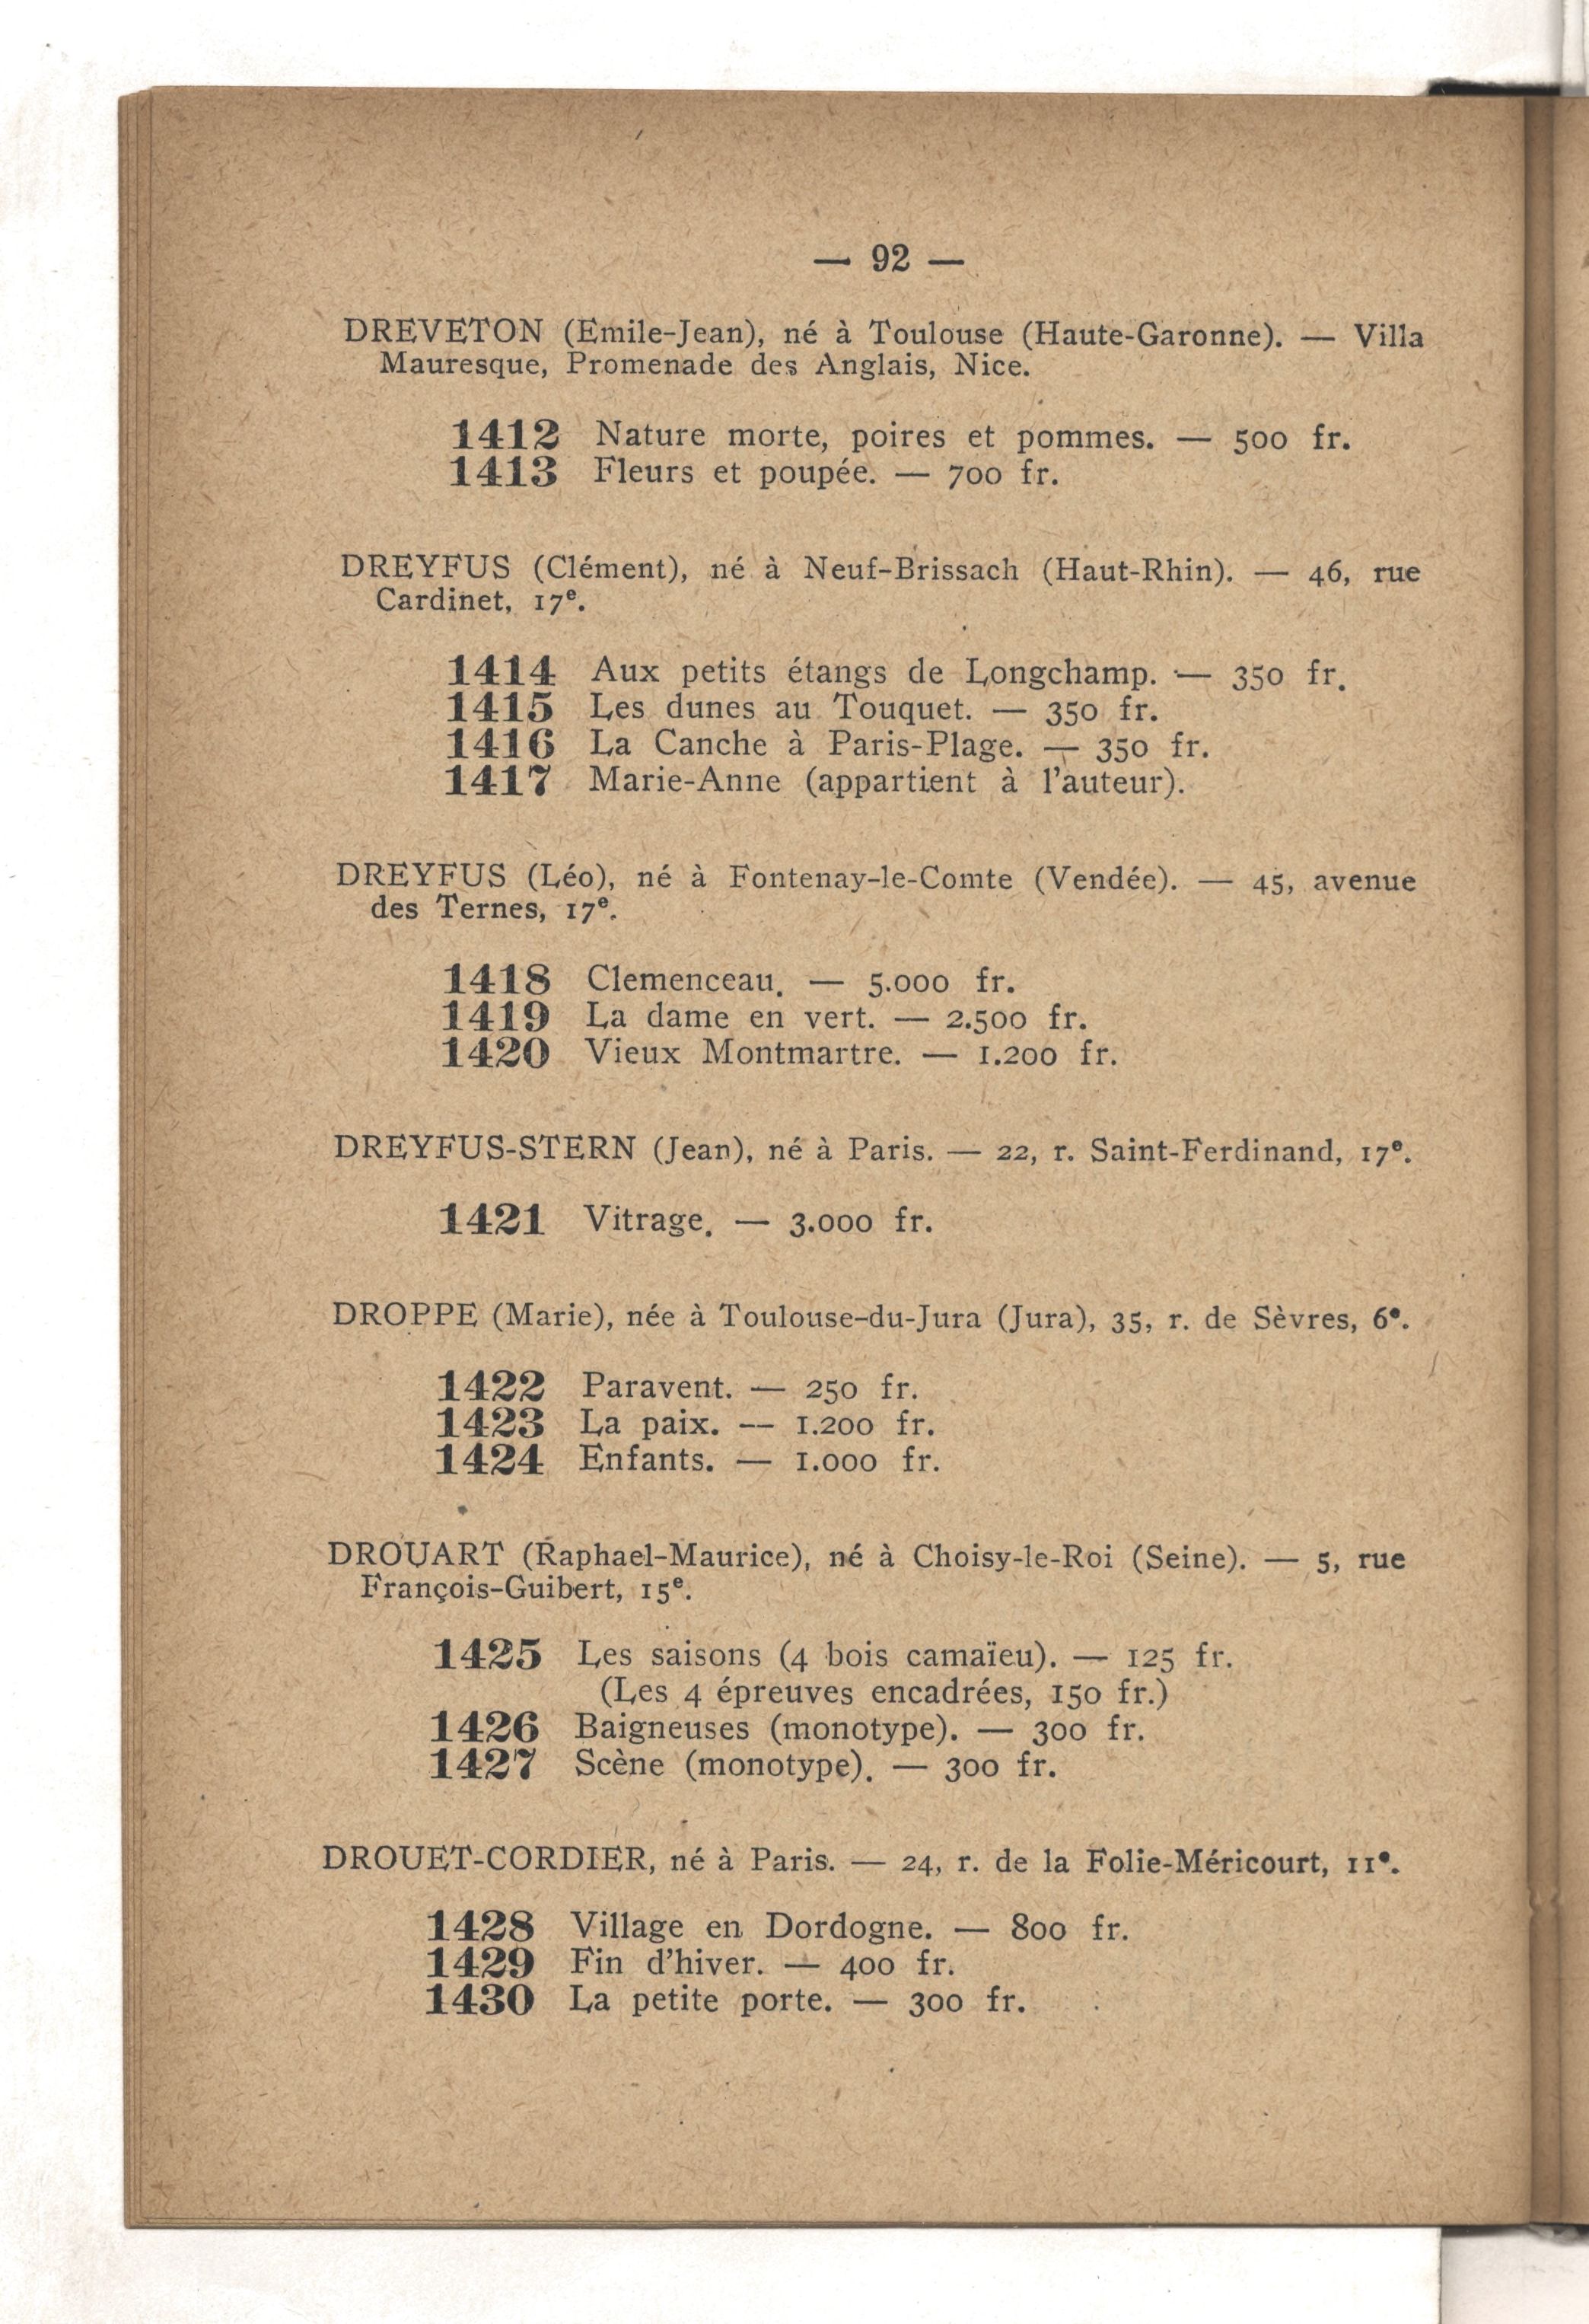 — 92 —
DREVETON (Emile-Jean), né à Toulouse (Haute-Garonne). — Villa
Mauresque, Promenade des Anglais, Nice.
1412 Nature morte, poires et pommes. — 500 fr.
1413 Fleurs et poupée. — 700 fr.
DREYFUS (Clément), né à Neuf-Brissach (Haut-Rhin). — 46, rue
Cardinet, 17e.
1414 Aux petits étangs de Longchamp. — 350 fr.
1415 Les dunes au Touquet. — 350 fr.
1416 La Canche à Paris-Plage. — 350 fr.
1417 Marie-Anne (appartient à l'auteur).
DREYFUS (Léo), né à Fontenay-le-Comte (Vendée). — 45, avenue
des Ternes, 17e.
1418 Clemenceau. — 5.000 fr.
1419 La dame en vert. — 2.500 fr.
1420 Vieux Montmartre. — 1.200 fr.
DREYFUS-STERN (Jean), né à Paris. — 22, r. Saint-Ferdinand, 17e.
1421 Vitrage. — 3.000 fr.
DROPPE (Marie), née à Toulouse-du-Jura (Jura), 35, r. de Sèvres, 6e.
1422 Paravent. — 250 fr.
1423 La paix. — 1.200 fr.
1424 Enfants. — 1.000 fr.
DROUART (Raphael-Maurice), né à Choisy-le-Roi (Seine). — 5, rue
François-Guibert, 15e.
1425 Les saisons (4 bois camaïeu). — 125 fr.
(Les 4 épreuves encadrées, 150 fr.)
1426 Baigneuses (monotype). — 300 fr.
1427 Scène (monotype). — 300 fr.
DROUET-CORDIER, né à Paris. — 24, r. de la Folie-Méricourt, 11e.
1428 Village en Dordogne. — 800 fr.
1429 Fin d'hiver. — 400 fr.
1430 La petite porte. — 300 fr.